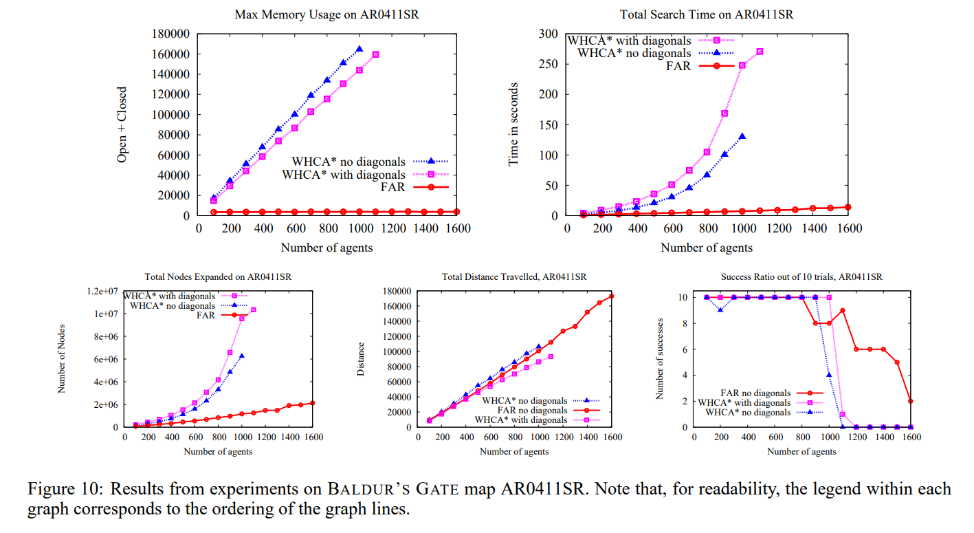 Max Memory Usage on AR0411SR
180000
160000
140000
120000
100000
80000
60000
40000
20000
0
Open + Closed
WHCA* no diagonals
WHCA* with diagonals
FAR
0 200 400 600 800 1000 1200 1400 1600
Number of agents
Total Search Time on AR0411SR
300
250
200
150
100
50
0
Time in seconds
WHCA* with diagonals
WHCA* no diagonals
FAR
0 200 400 600 800 1000 1200 1400 1600
Number of agents
Total Nodes Expanded on AR0411SR
1.2e+07
1e+07
8e+06
6e+06
4e+06
2e+06
0
Number of Nodes
WHCA* with diagonals
WHCA* no diagonals
FAR
0 200 400 600 800 1000 1200 1400 1600
Number of agents
Total Distance Travelled, AR0411SR
180000
160000
140000
120000
100000
80000
60000
40000
20000
0
Distance
WHCA* no diagonals
FAR no diagonals
WHCA* with diagonals
0 200 400 600 800 1000 1200 1400 1600
Number of agents
Success Ratio out of 10 trials, AR0411SR
10
8
6
4
2
0
Number of successes
FAR no diagonals
WHCA* with diagonals
WHCA* no diagonals
0 200 400 600 800 1000 1200 1400 1600
Number of agents
Figure 10: Results from experiments on BALDUR'S GATE map AR0411SR. Note that, for readability, the legend within each
graph corresponds to the ordering of the graph lines.